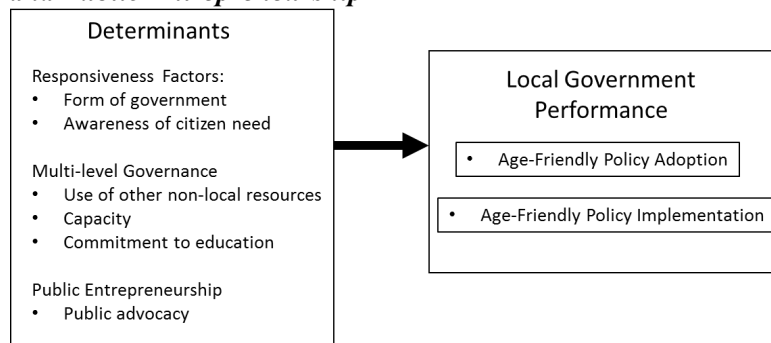 Determinants
Responsiveness Factors:
• Form of government
• Awareness of citizen need
Multi-level Governance
• Use of other non-local resources
• Capacity
• Commitment to education
Public Entrepreneurship
• Public advocacy
Local Government
Performance
• Age-Friendly Policy Adoption
• Age-Friendly Policy Implementation